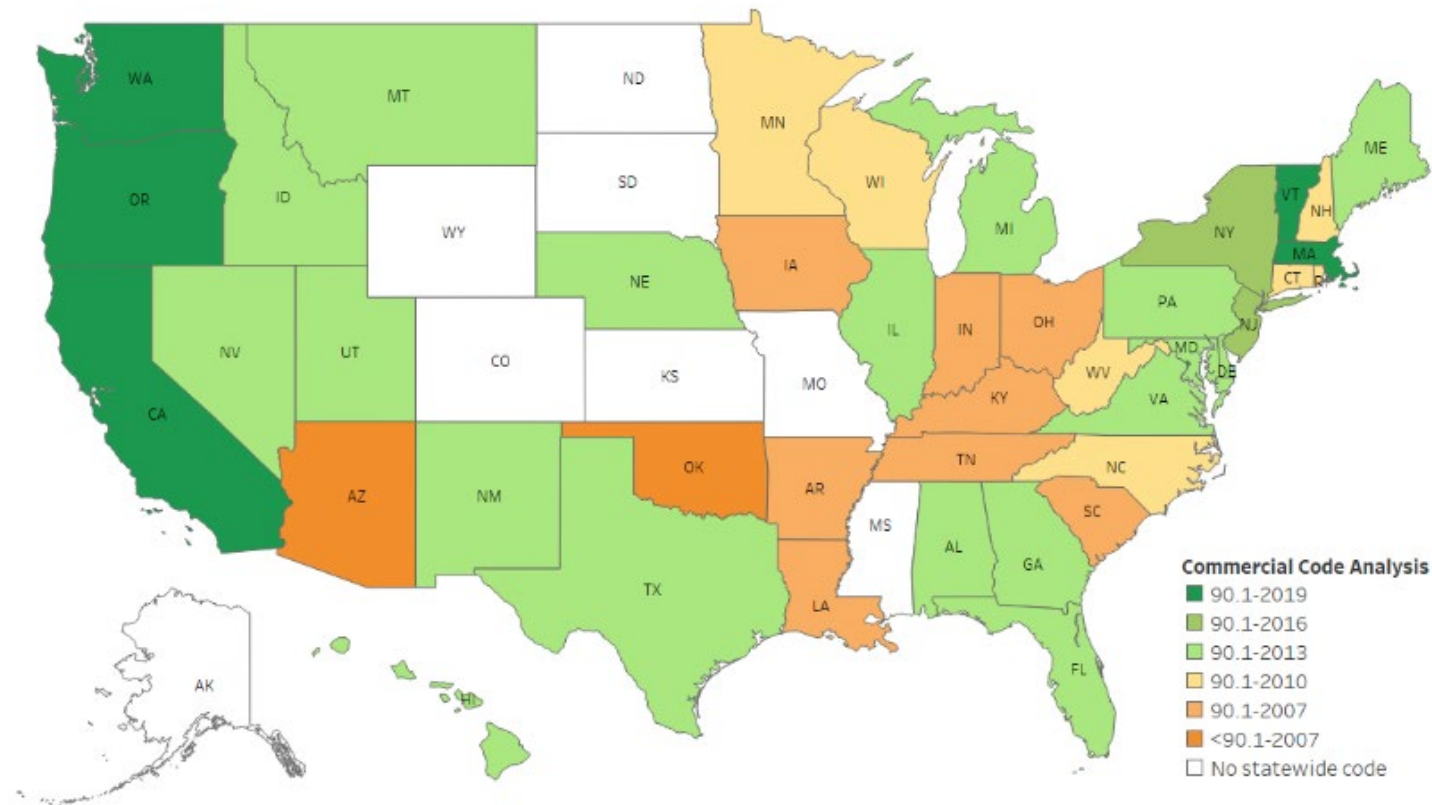 WA
MT
ND
MN
ME
OR
ID
SD
WI
VT
NH
NY
WY
MI
MA
IA
CT
RI
NE
PA
NV
UT
IL
IN
OH
NJ
CO
KS
MO
MD
WV
DE
VA
CA
KY
TN
NC
AZ
NM
OK
AR
SC
MS
AL
GA
TX
LA
FL
AK
HI
Commercial Code Analysis
90.1-2019
90.1-2016
90.1-2013
90.1-2010
90.1-2007
<90.1-2007
No statewide code